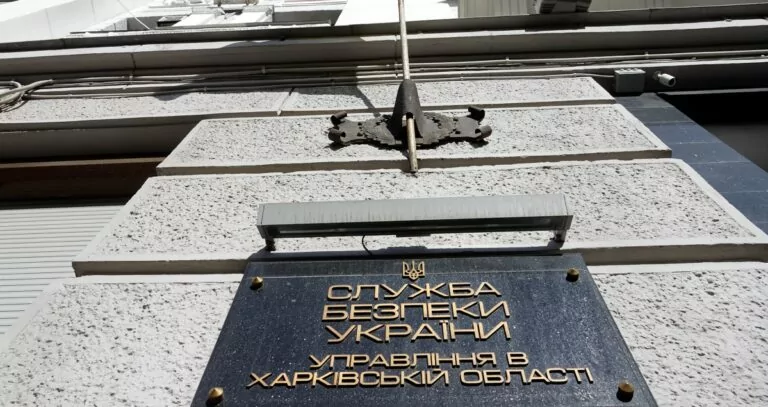 СЛУЖБА
БЕЗПЕКИ
УКРАЇНИ
УПРАВЛІННЯ В
ХАРКІВСЬКІЙ ОБЛАСТІ